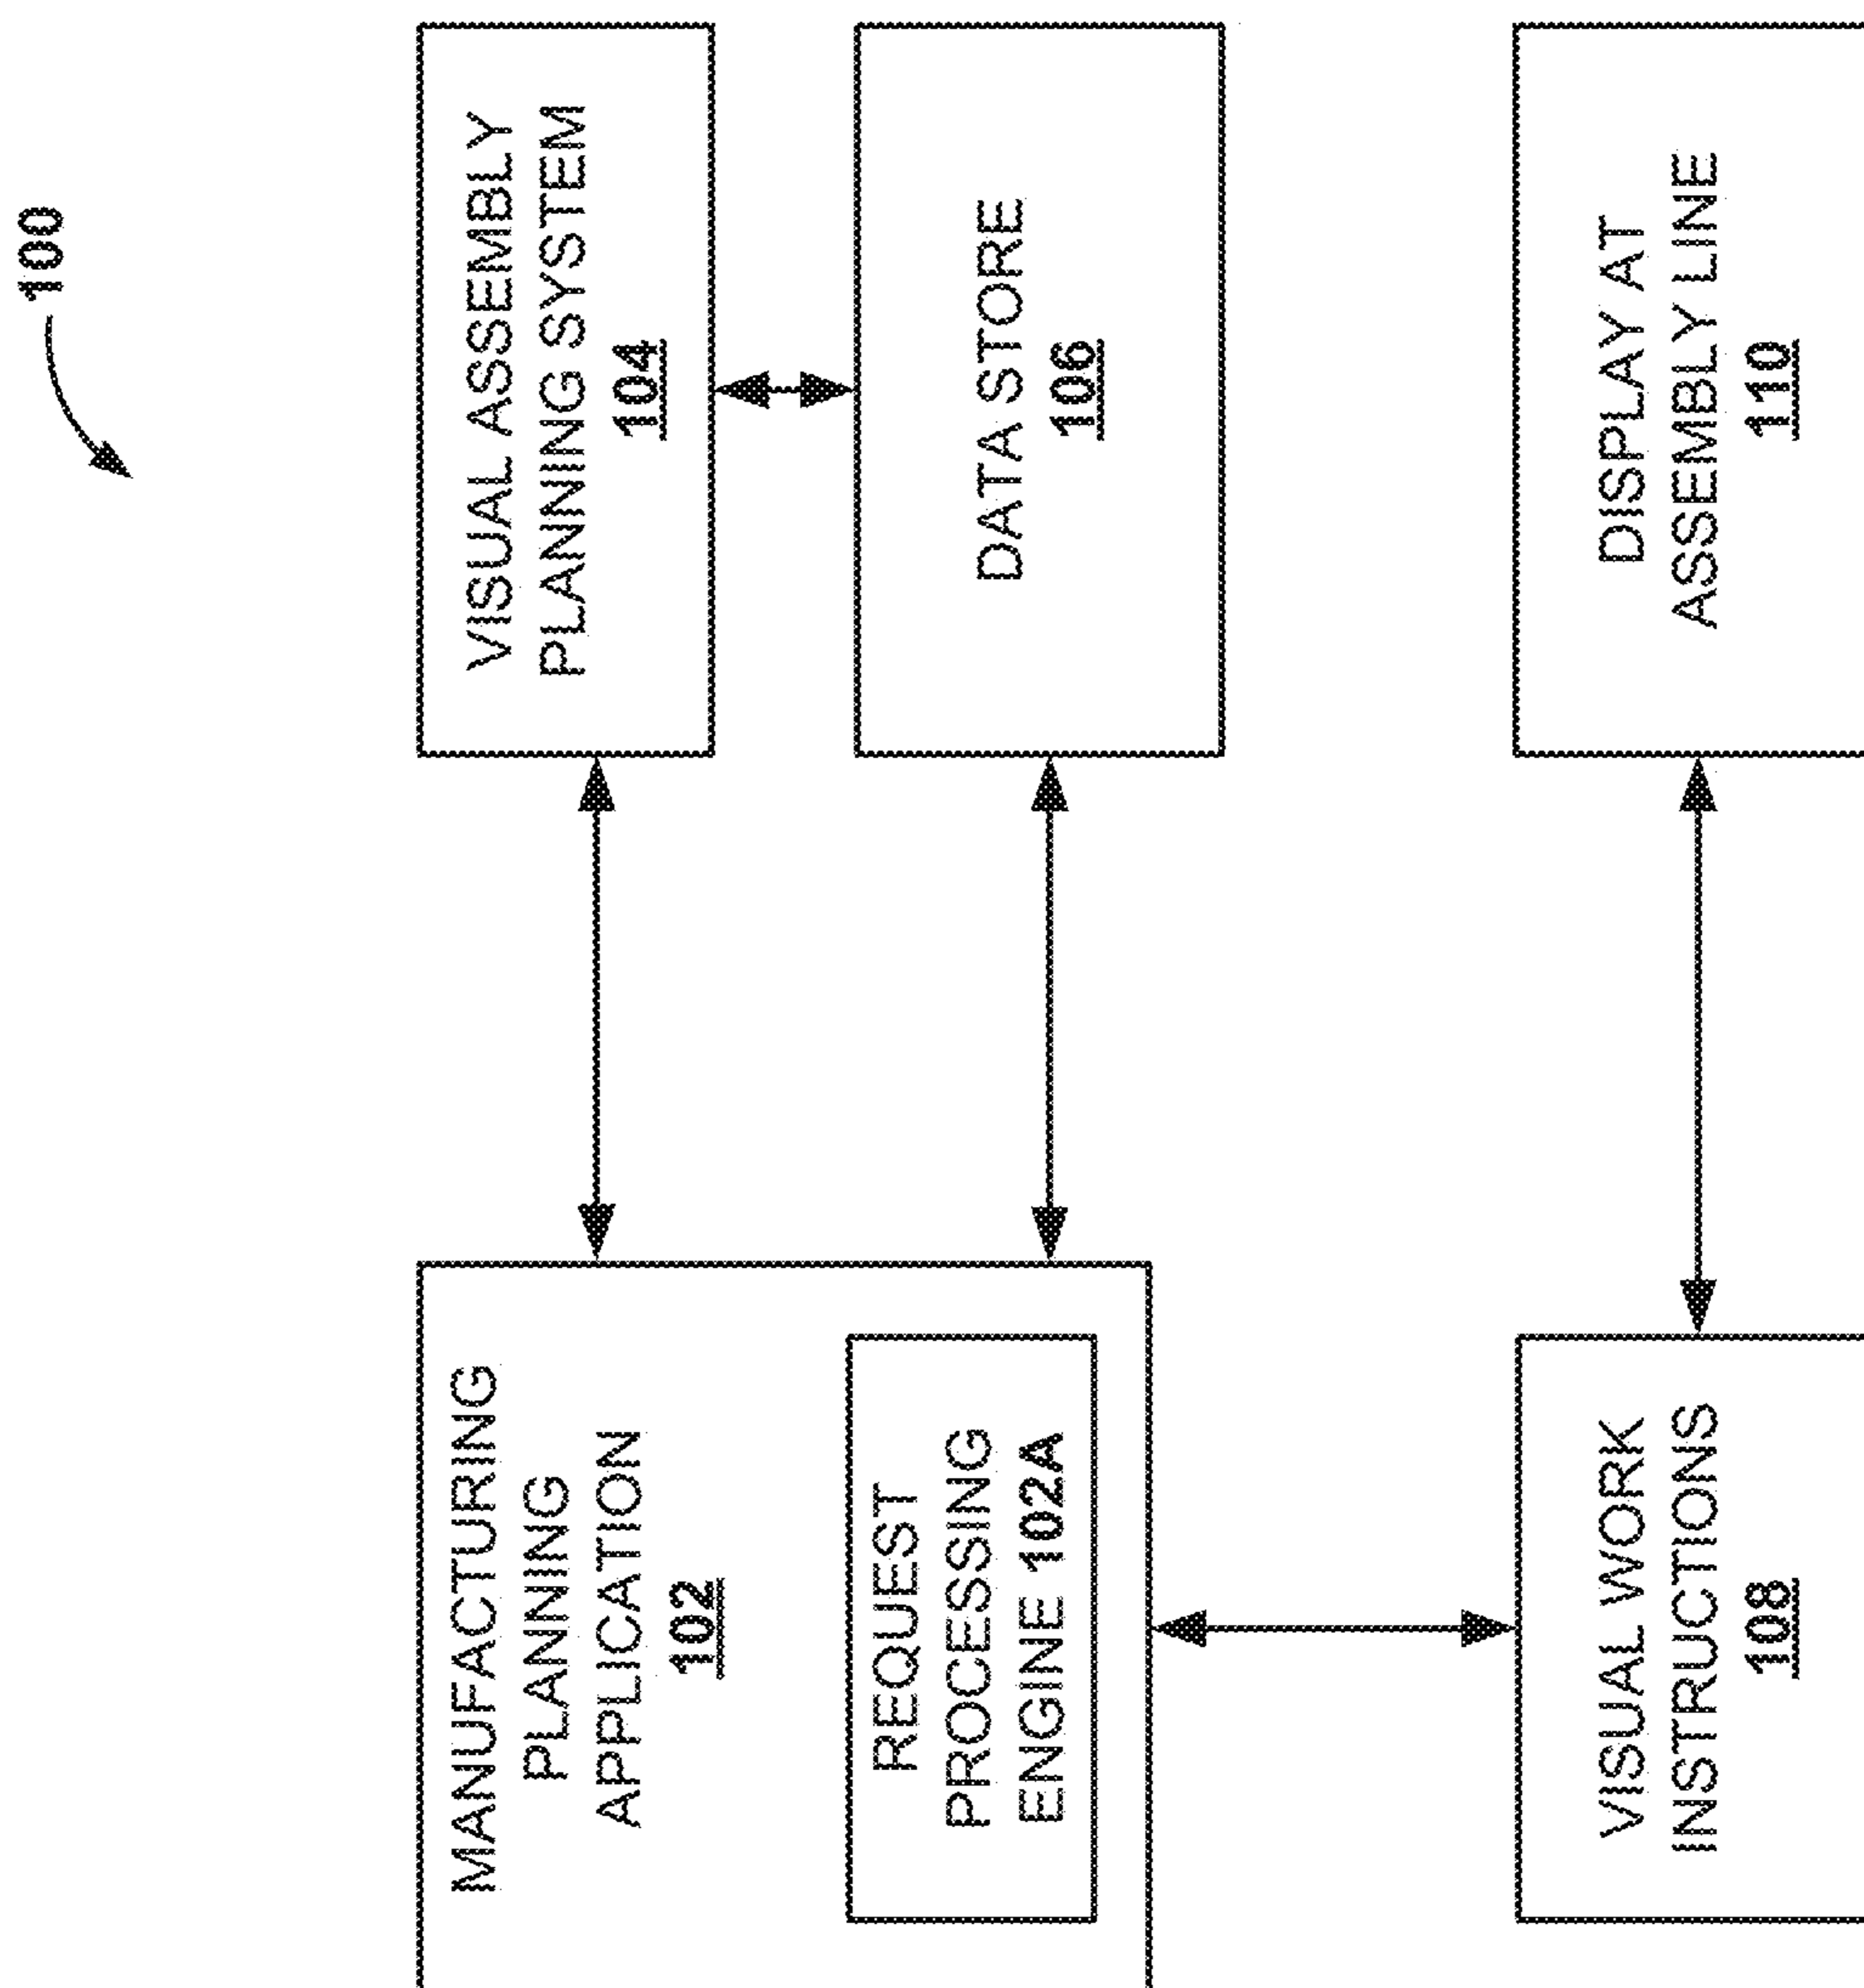 100
MANUFACTURING
PLANNING
APPLICATION
102
REQUEST
PROCESSING
ENGINE 102A
VISUAL ASSEMBLY
PLANNING SYSTEM
104
DATA STORE
106
VISUAL WORK
INSTRUCTIONS
108
DISPLAY AT
ASSEMBLY LINE
110